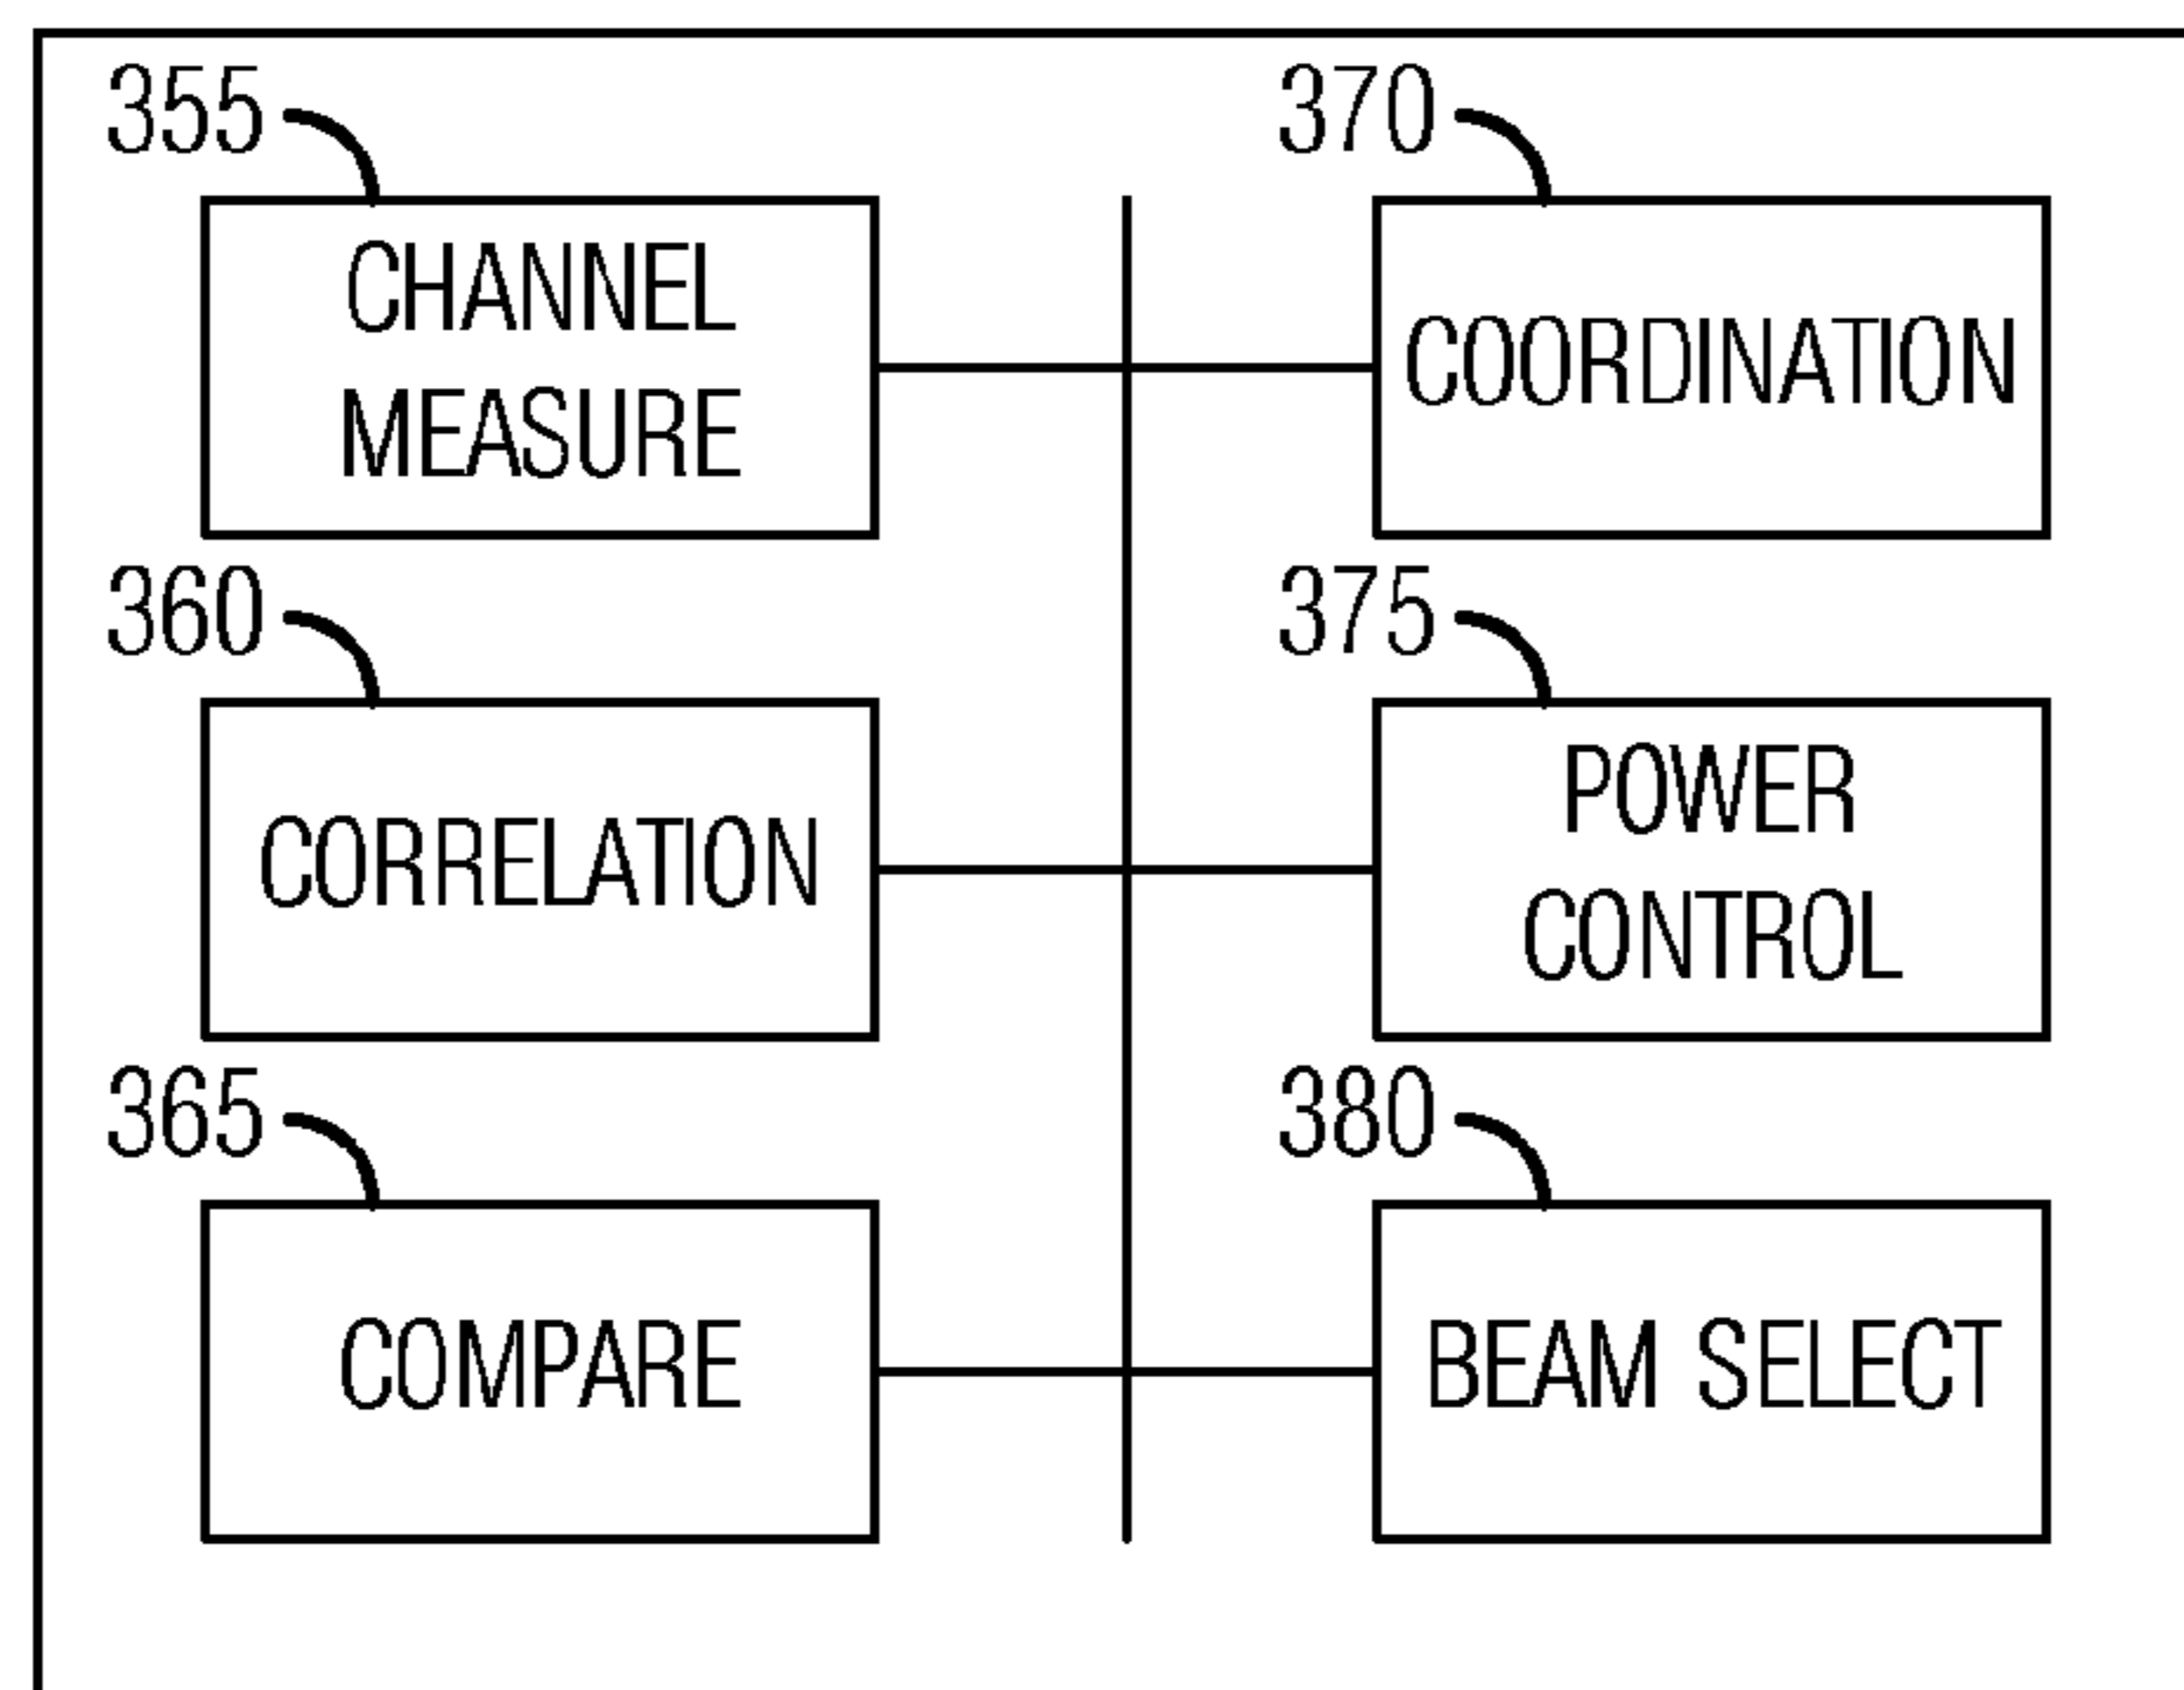 355
CHANNEL
MEASURE
370
COORDINATION
360
CORRELATION
375
POWER
CONTROL
365
COMPARE
380
BEAM SELECT